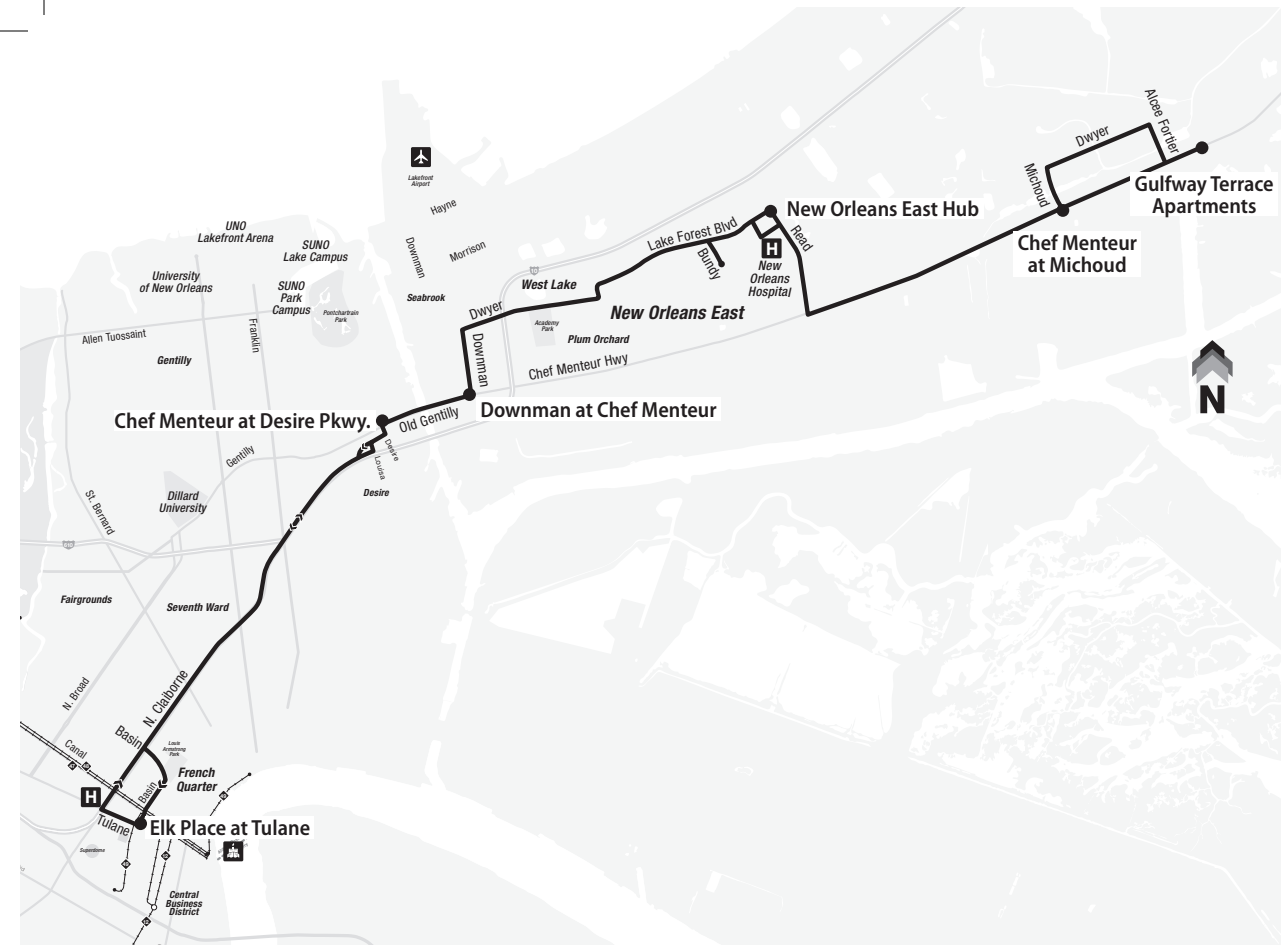 Alcee Fortier
Dwyer
Michoud
Gulfway Terrace
Apartments
Lakefront
Airport
Hayne
New Orleans East Hub
UNO
Lakefront Arena
SUNO
Lake Campus
Downman
Morrison
Lake Forest Blvd
Read
H
Bundy
New
Orleans
Hospital
Chef Menteur
at Michoud
University
of New Orleans
SUNO
Park
Campus
Pontchartrain
Park
Seabrook
West Lake
Dwyer
New Orleans East
Academy
Park
Plum Orchard
Allen Tuossaint
Franklin
Gentilly
Downman
Chef Menteur Hwy
N
Chef Menteur at Desire Pkwy.
Old Gentilly
Downman at Chef Menteur
Gentilly
Desire
Louisa
Desire
Dillard
University
St. Bernard
Fairgrounds
Seventh Ward
N. Broad
N. Claiborne
Basin
Canal
Louis
Armstrong
Park
French
Quarter
Basin
H
Tulane
Elk Place at Tulane
Superdome
Central
Business
District